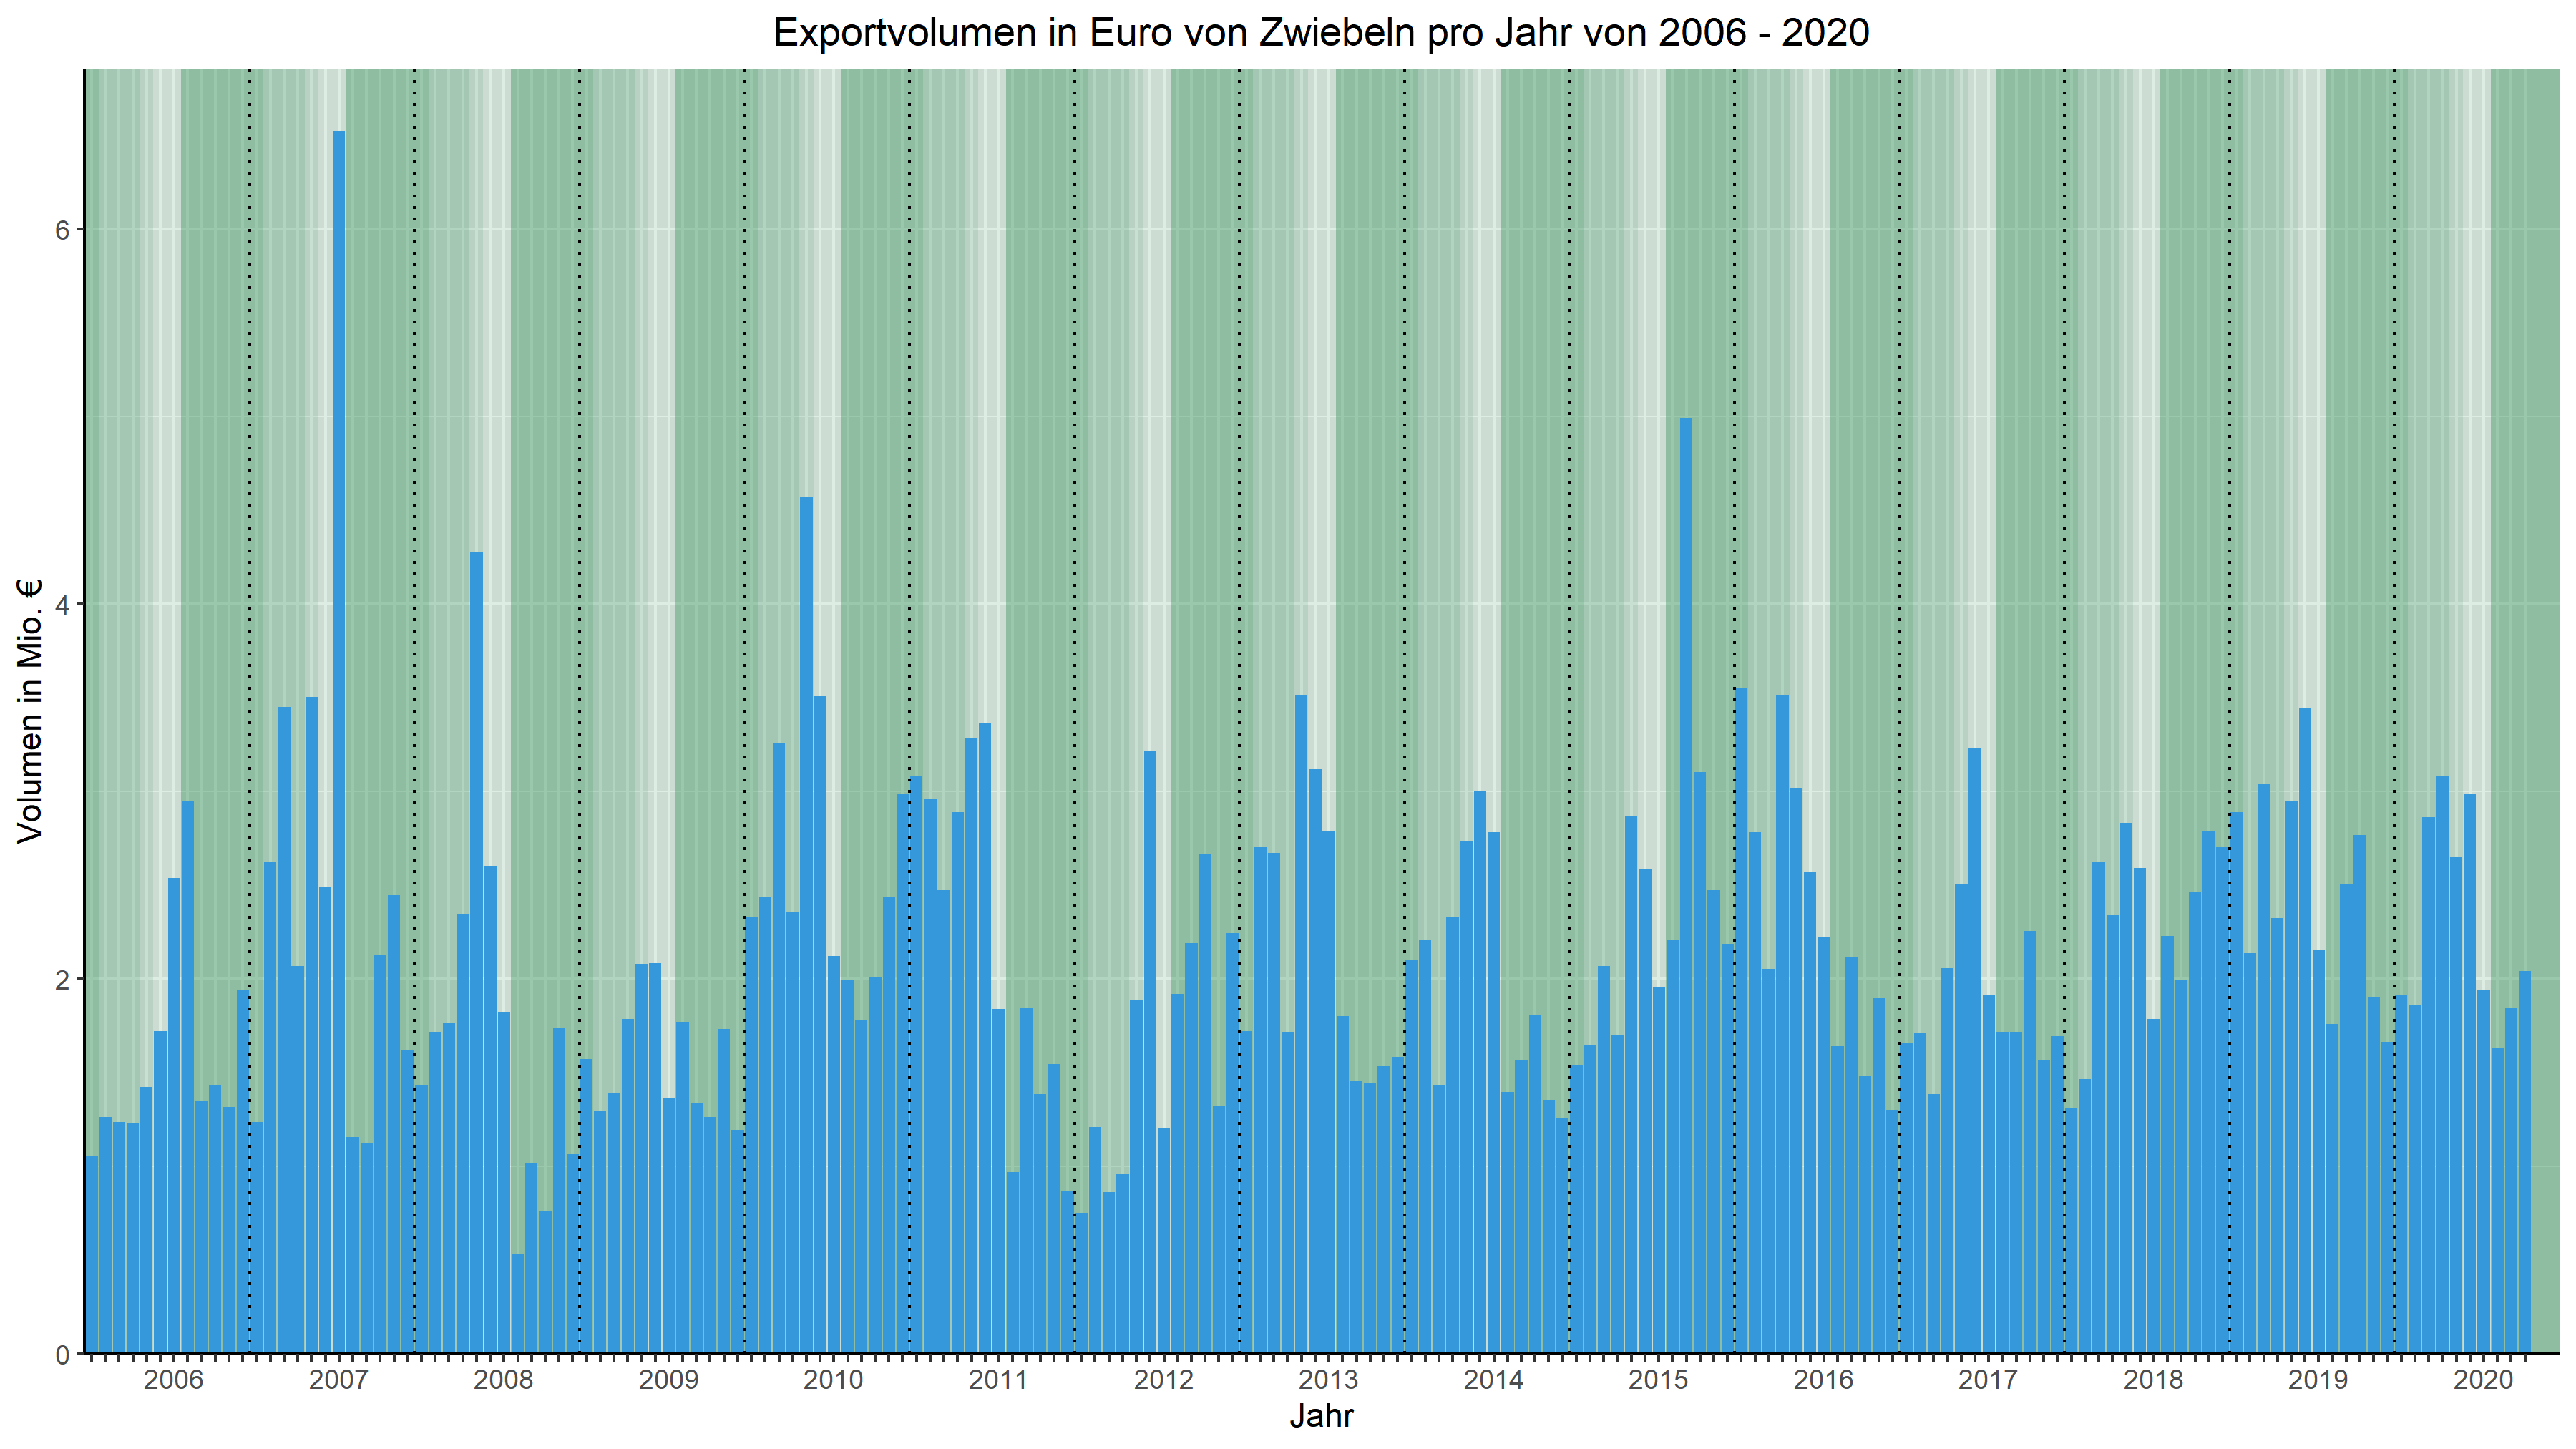 Exportvolumen in Euro von Zwiebeln pro Jahr von 2006 - 2020
Volumen in Mio. €
6
4
2
0
2006 2007 2008 2009 2010 2011 2012 2013 2014 2015 2016 2017 2018 2019 2020
Jahr